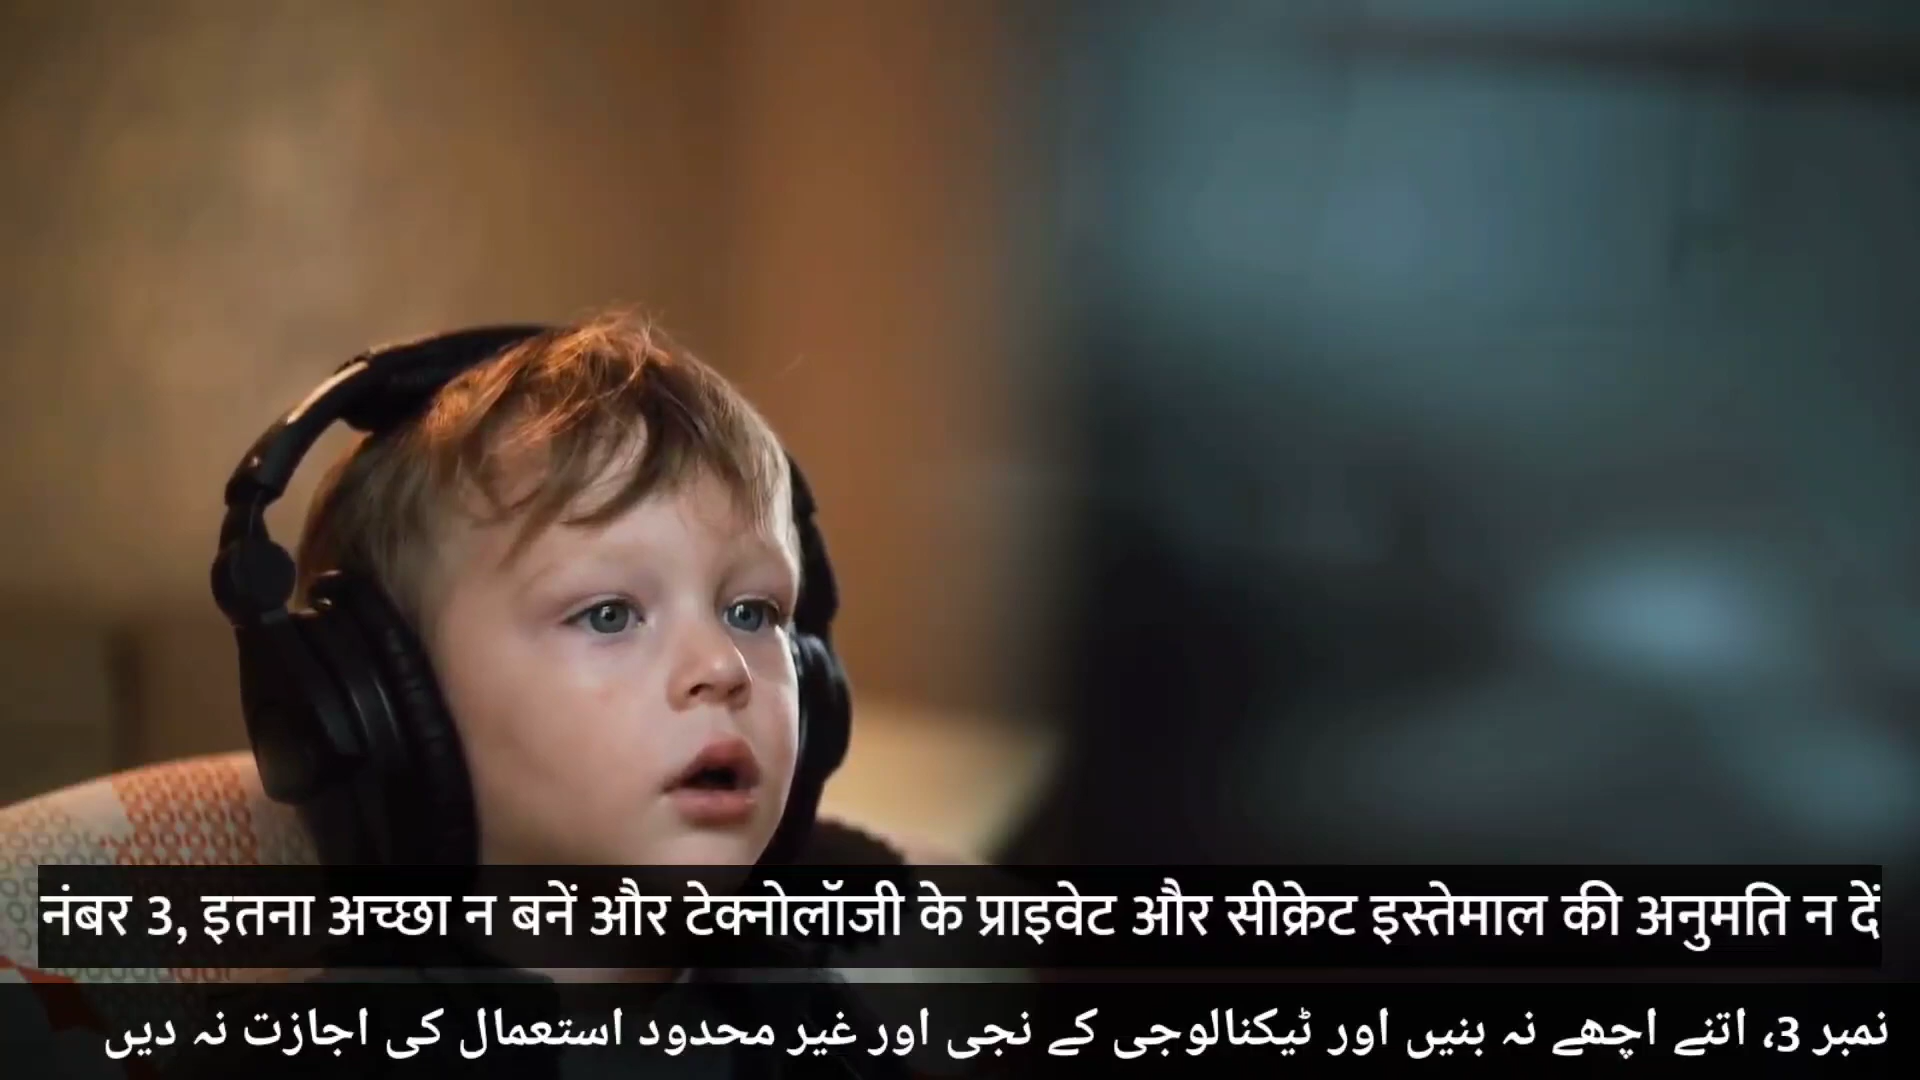 नंबर 3, इतना अच्छा न बनें और टेक्नोलॉजी के प्राइवेट और सीक्रेट इस्तेमाल की अनुमति न दें
نمبر 3، اتنے اچھے نہ بنیں اور ٹیکنالوجی کے نجی اور غیر محدود استعمال کی اجازت نہ دیں